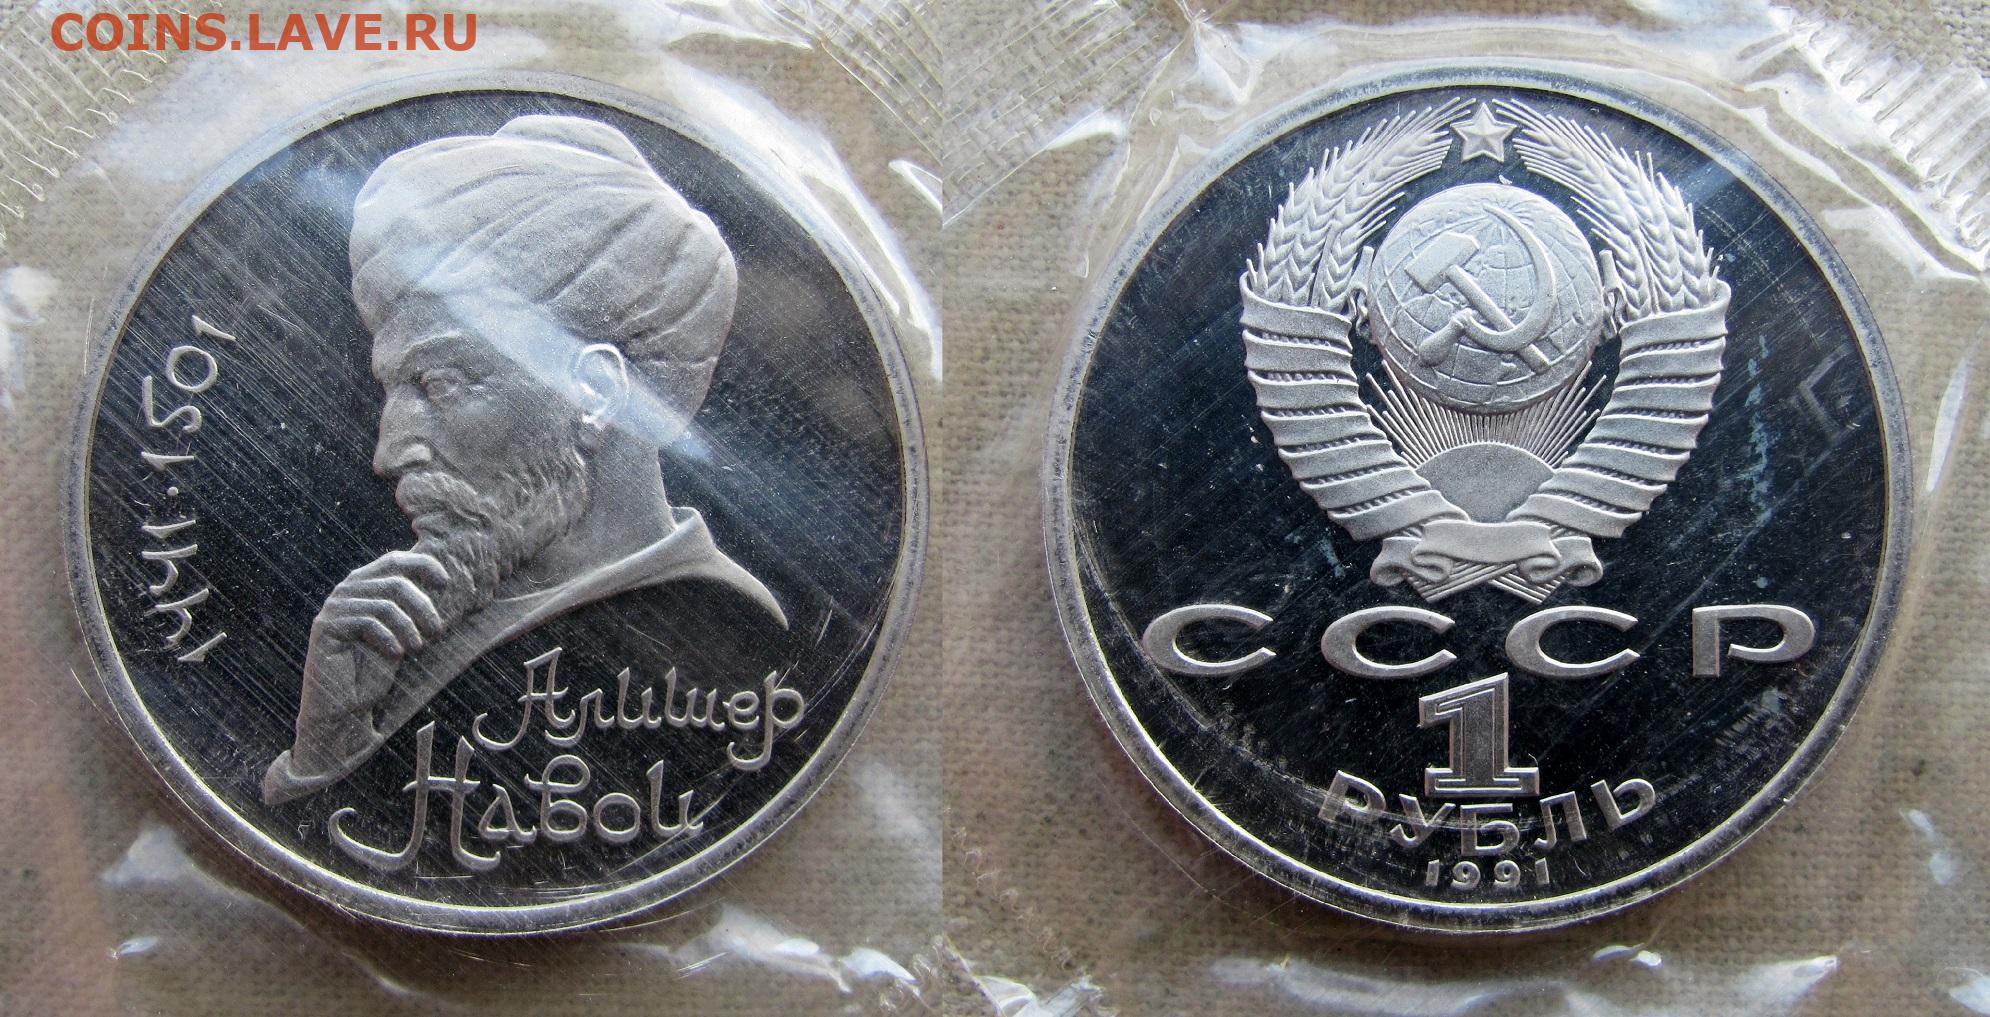 COINS.LAVE.RU
1441.1501
Алишер
Навои
СССР
1
РУБЛЬ
1991